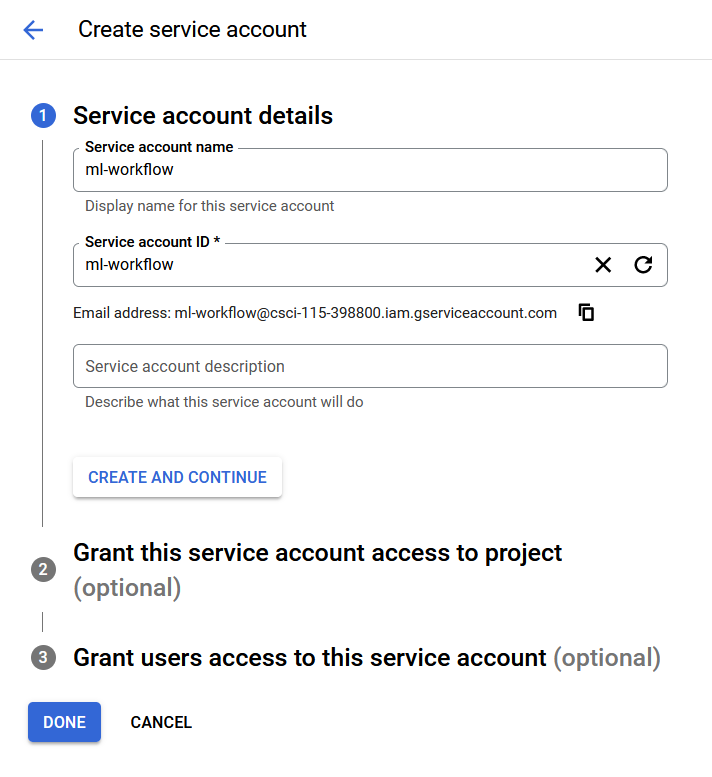 Create service account
1 Service account details
Service account name
ml-workflow
Display name for this service account
Service account ID *
ml-workflow
Email address: ml-workflow@csci-115-398800.iam.gserviceaccount.com
Service account description
Describe what this service account will do
CREATE AND CONTINUE
2 Grant this service account access to project
(optional)
3 Grant users access to this service account (optional)
DONE CANCEL